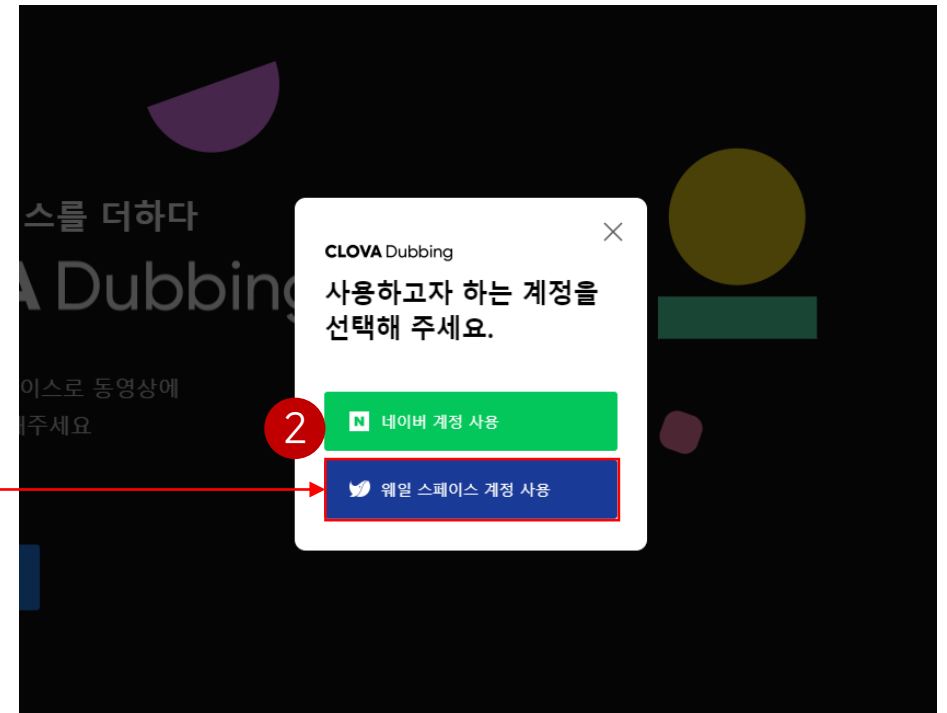 스를 더하다
A Dubbing
이스로 동영상에
해주세요
CLOVA Dubbing
사용하고자 하는 계정을
선택해 주세요.
2
N 네이버 계정 사용
웨일 스페이스 계정 사용